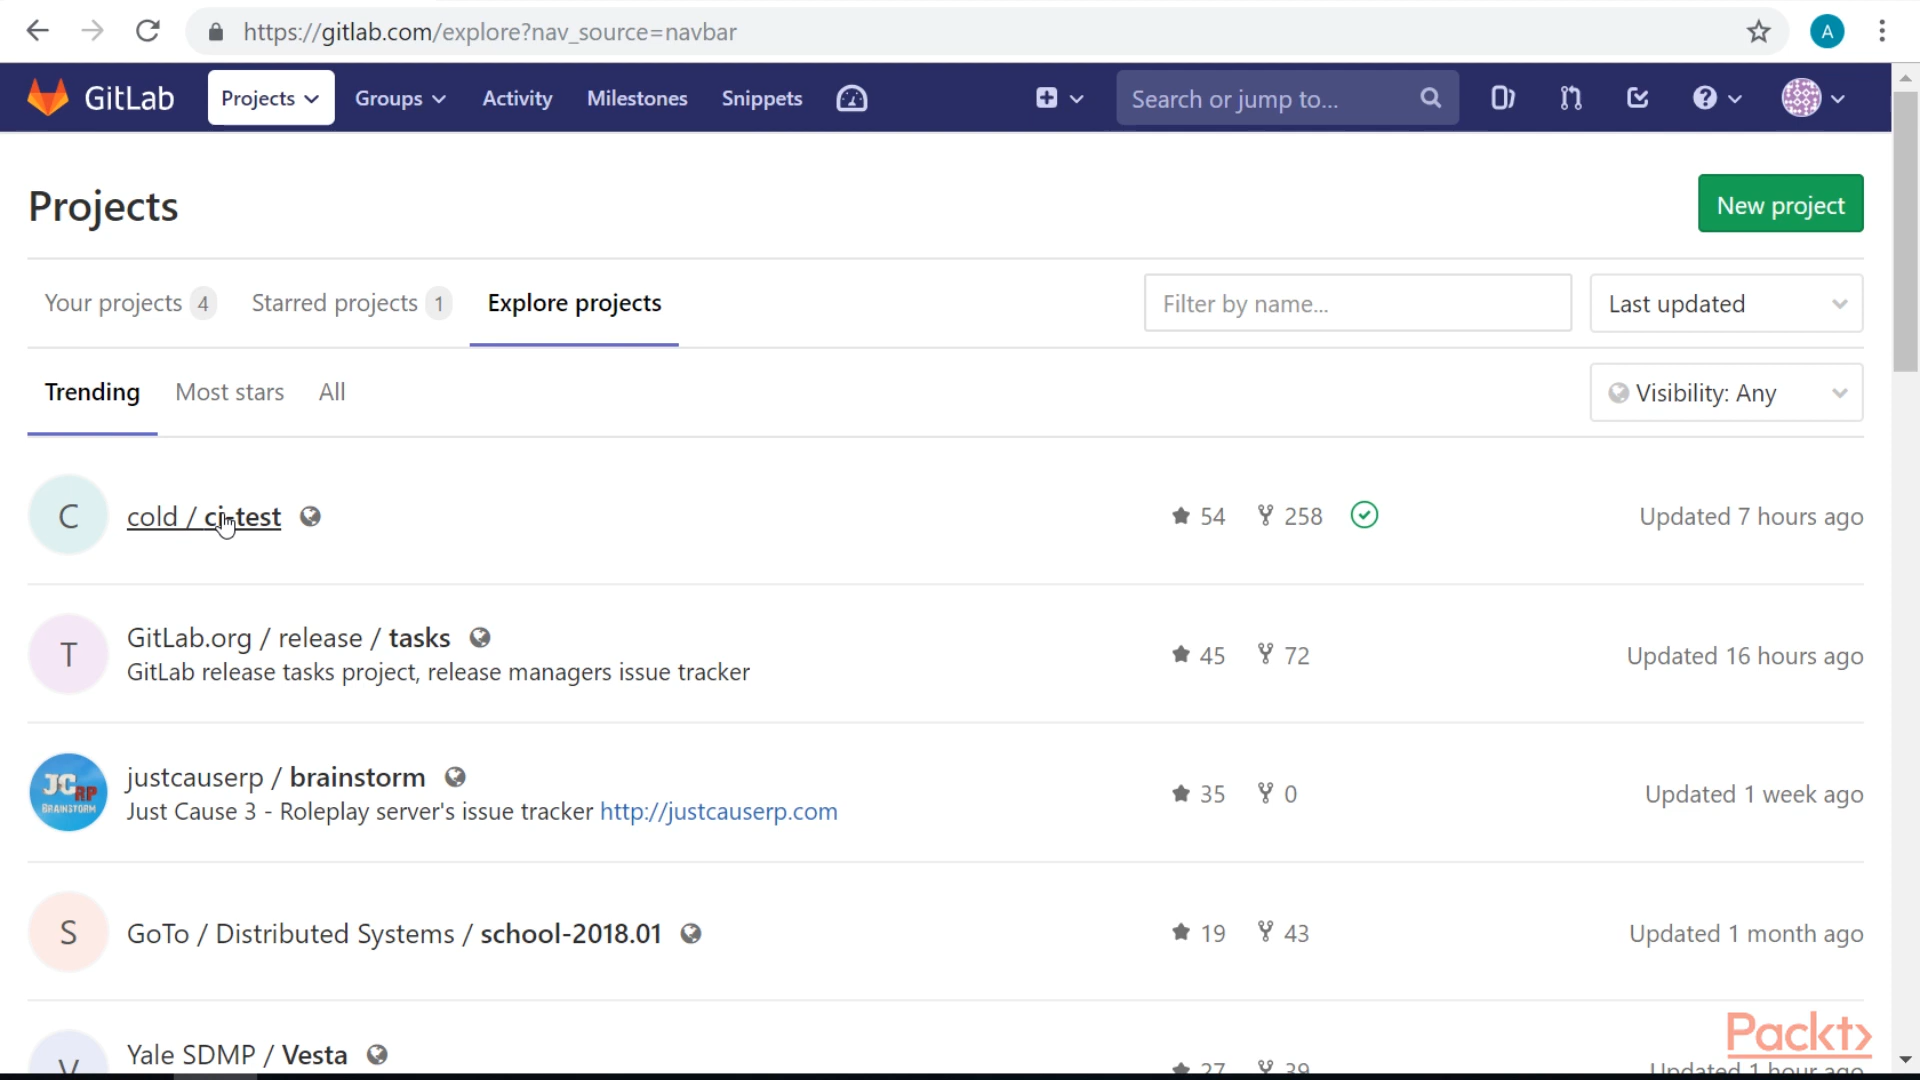 https://gitlab.com/explore?nav_source=navbar
A
GitLab Projects Groups Activity Milestones Snippets Search or jump to...
Projects
New project
Your projects 4 Starred projects 1 Explore projects Filter by name... Last updated
Trending Most stars All Visibility: Any
C cold / ci-test 54 258 Updated 7 hours ago
T GitLab.org / release / tasks 45 72 Updated 16 hours ago
GitLab release tasks project, release managers issue tracker
JC RP BRAINSTORM justcauserp / brainstorm 35 0 Updated 1 week ago
Just Cause 3 - Roleplay server's issue tracker http://justcauserp.com
S GoTo / Distributed Systems / school-2018.01 19 43 Updated 1 month ago
Packt>
V Yale SDMP / Vesta 27 39 Updated 1 hour ago